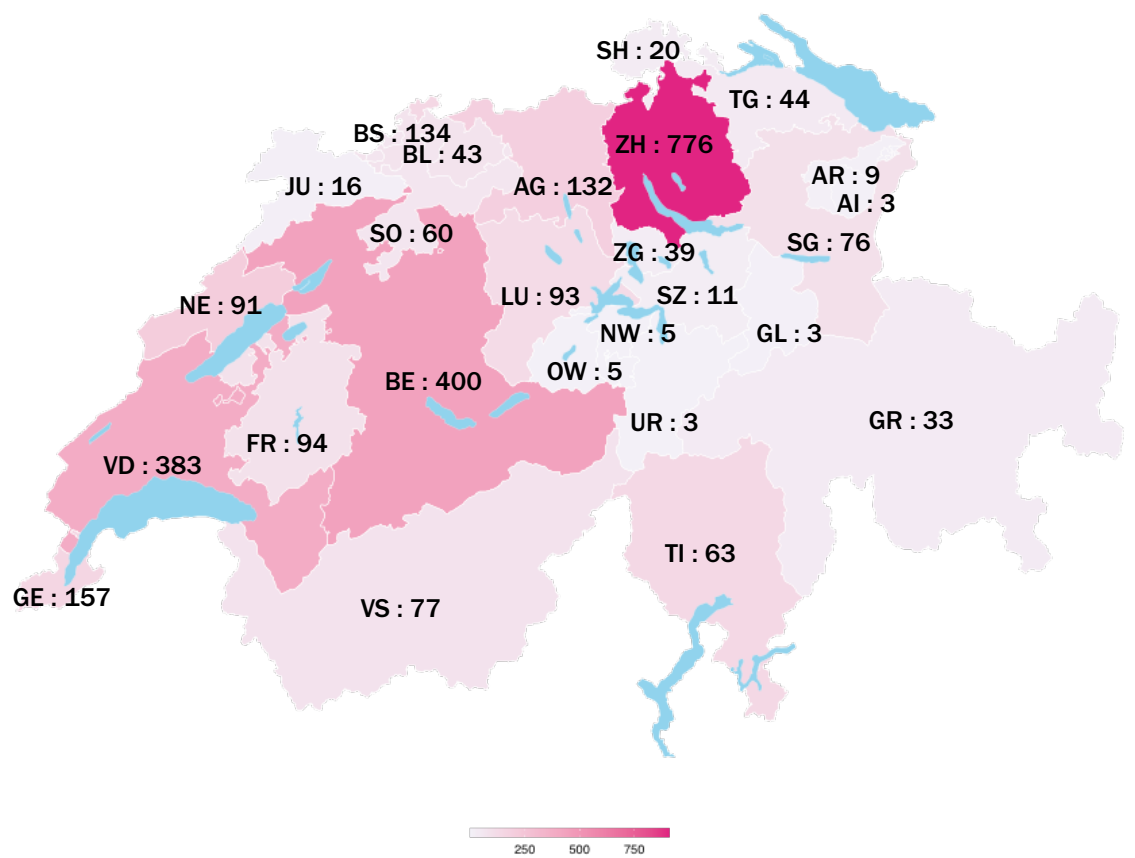 SH : 20
TG : 44
BS : 134
ZH : 776
BL : 43
AR : 9
JU : 16
AG : 132
AI : 3
SO : 60
SG : 76
ZG : 39
NE : 91
LU : 93
SZ : 11
NW : 5
GL : 3
OW : 5
BE : 400
UR : 3
GR : 33
FR : 94
VD : 383
TI : 63
GE : 157
VS : 77
250 500 750